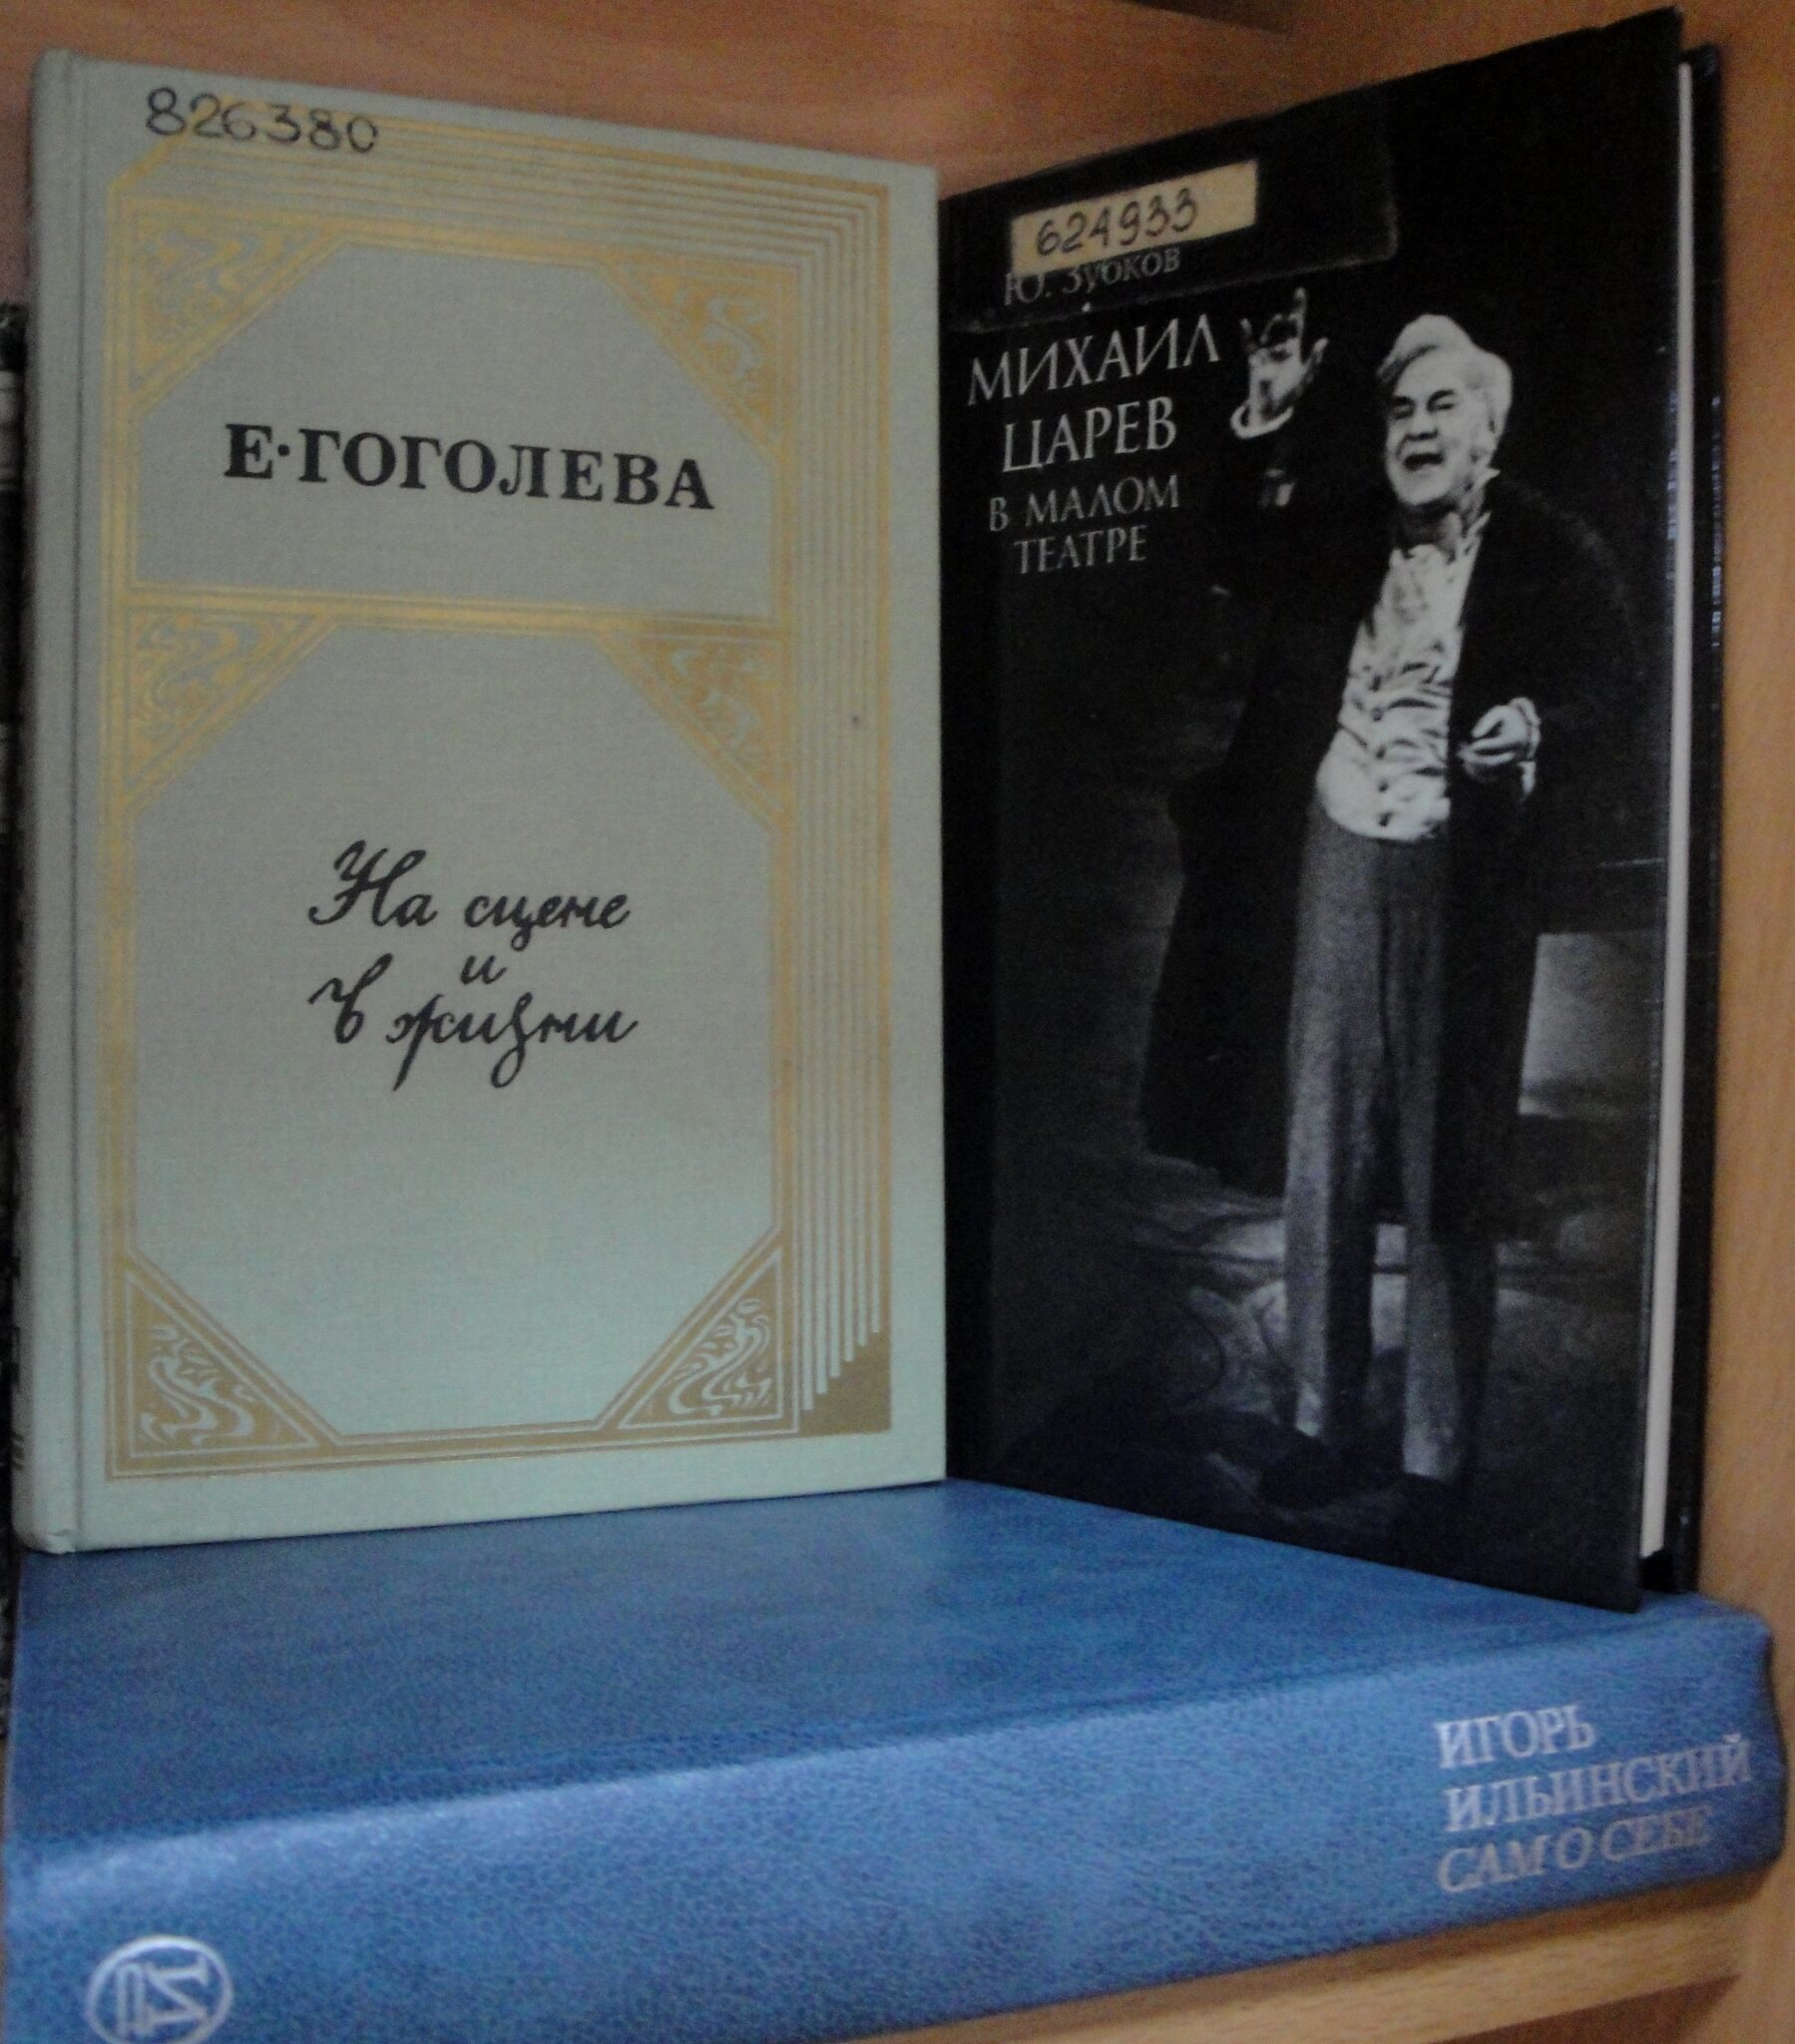 826380
Е·ГОГОЛЕВА
На сцене
и
в жизни
624933
Ю. Зубков
МИХАИЛ
ЦАРЕВ
В МАЛОМ
ТЕАТРЕ
ИГОРЬ
ИЛЬИНСКИЙ
САМ О СЕБЕ